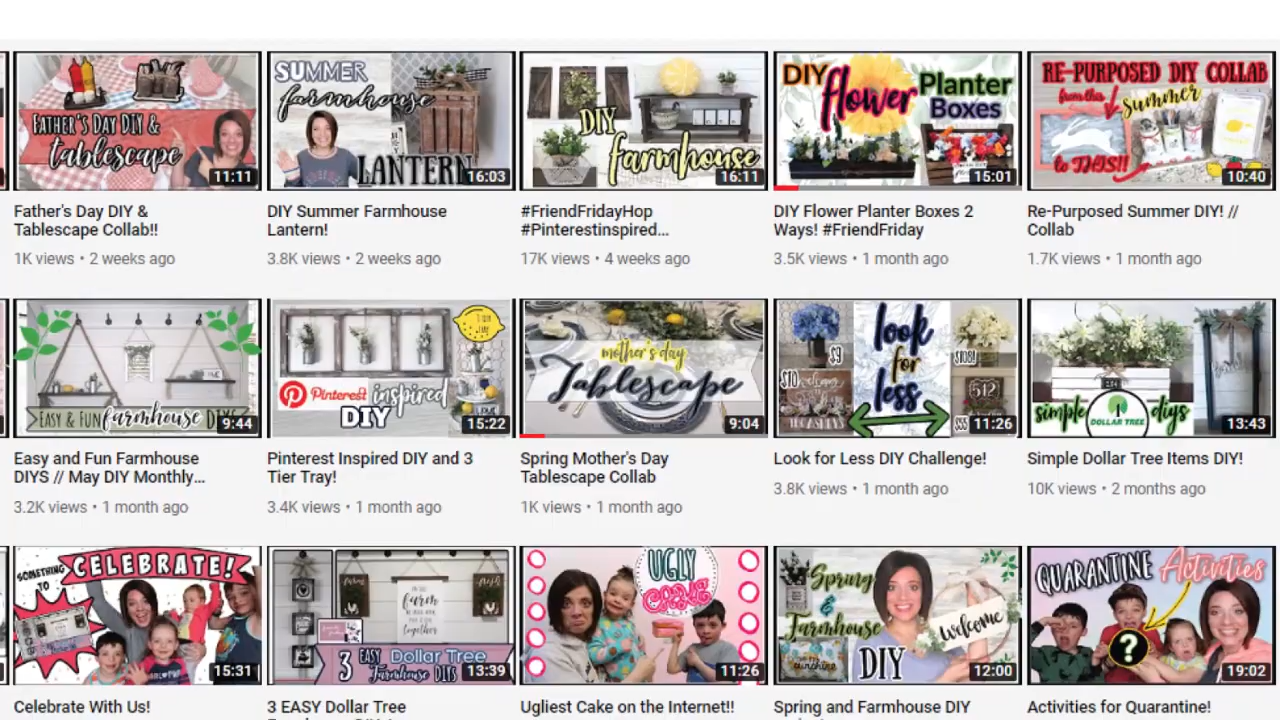 FATHER'S DAY DIY &
tablescape
11:11
SUMMER
farmhouse
LANTERN
16:03
DIY
farmhouse
16:11
DIY flower Planter
Boxes
15:01
RE-PURPOSED DIY COLLAB
from this summer
to THIS!!
10:40
Father's Day DIY &
Tablescape Collab!!
1K views • 2 weeks ago
DIY Summer Farmhouse
Lantern!
3.8K views • 2 weeks ago
#FriendFridayHop
#Pinterestinspired...
17K views • 4 weeks ago
DIY Flower Planter Boxes 2
Ways! #FriendFriday
3.5K views • 1 month ago
Re-Purposed Summer DIY! //
Collab
1.7K views • 1 month ago
EASY & FUN farmhouse DIYS
9:44
Pinterest inspired
DIY
15:22
mother's day
Tablescape
9:04
look
for
less
$9
$10
$108!
512
$55
welcome
11:26
simple DOLLAR TREE diys
13:43
Easy and Fun Farmhouse
DIYS // May DIY Monthly...
3.2K views • 1 month ago
Pinterest Inspired DIY and 3
Tier Tray!
3.4K views • 1 month ago
Spring Mother's Day
Tablescape Collab
1K views • 1 month ago
Look for Less DIY Challenge!
3.8K views • 1 month ago
Simple Dollar Tree Items DIY!
10K views • 2 months ago
SOMETHING
TO
CELEBRATE!
15:31
farm
together
3 EASY Dollar Tree
Farmhouse DIYS
13:39
UGLY
CAKE
11:26
Spring
&
Farmhouse
DIY
Welcome
sunshine
12:00
QUARANTINE Activities
?
19:02
Celebrate With Us!
3 EASY Dollar Tree
Ugliest Cake on the Internet!!
Spring and Farmhouse DIY
Activities for Quarantine!